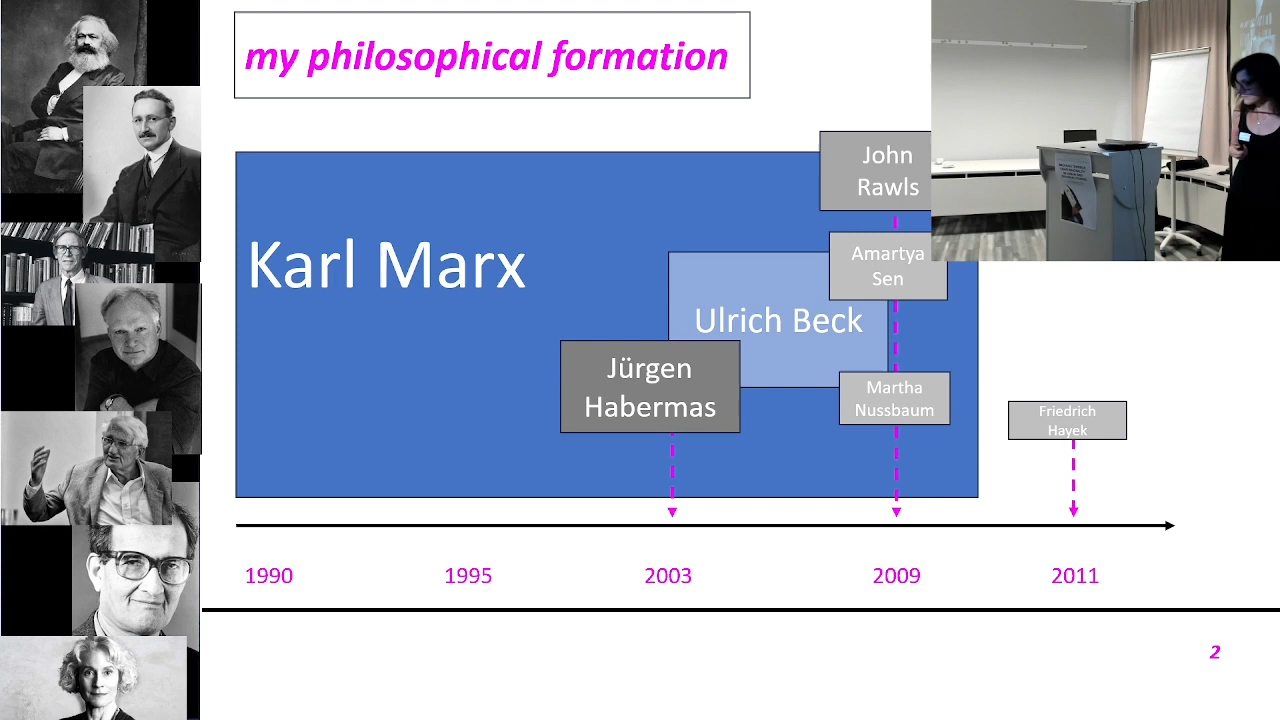 my philosophical formation
John
Rawls
Karl Marx
Amartya
Sen
Ulrich Beck
Jürgen
Habermas
Martha
Nussbaum
Friedrich
Hayek
1990
1995
2003
2009
2011
2